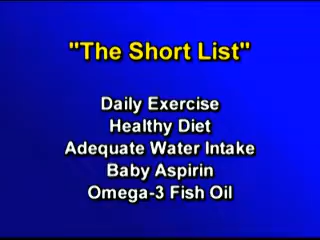 "The Short List"
Daily Exercise
Healthy Diet
Adequate Water Intake
Baby Aspirin
Omega-3 Fish Oil